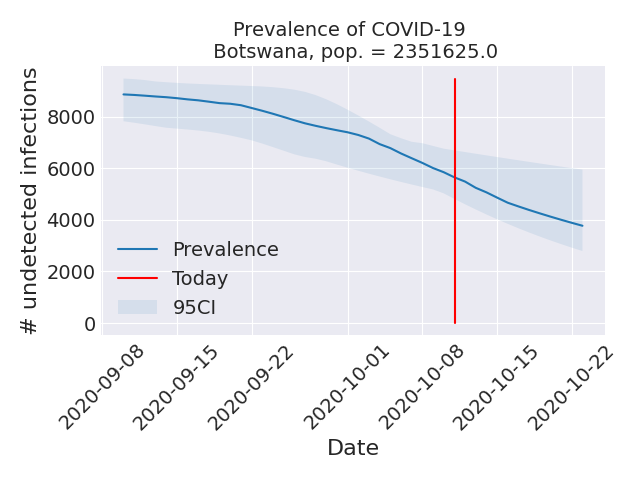 Prevalence of COVID-19
Botswana, pop. = 2351625.0
# undetected infections
8000
6000
4000
2000
0
Prevalence
Today
95CI
2020-09-08
2020-09-15
2020-09-22
2020-10-01
2020-10-08
2020-10-15
2020-10-22
Date